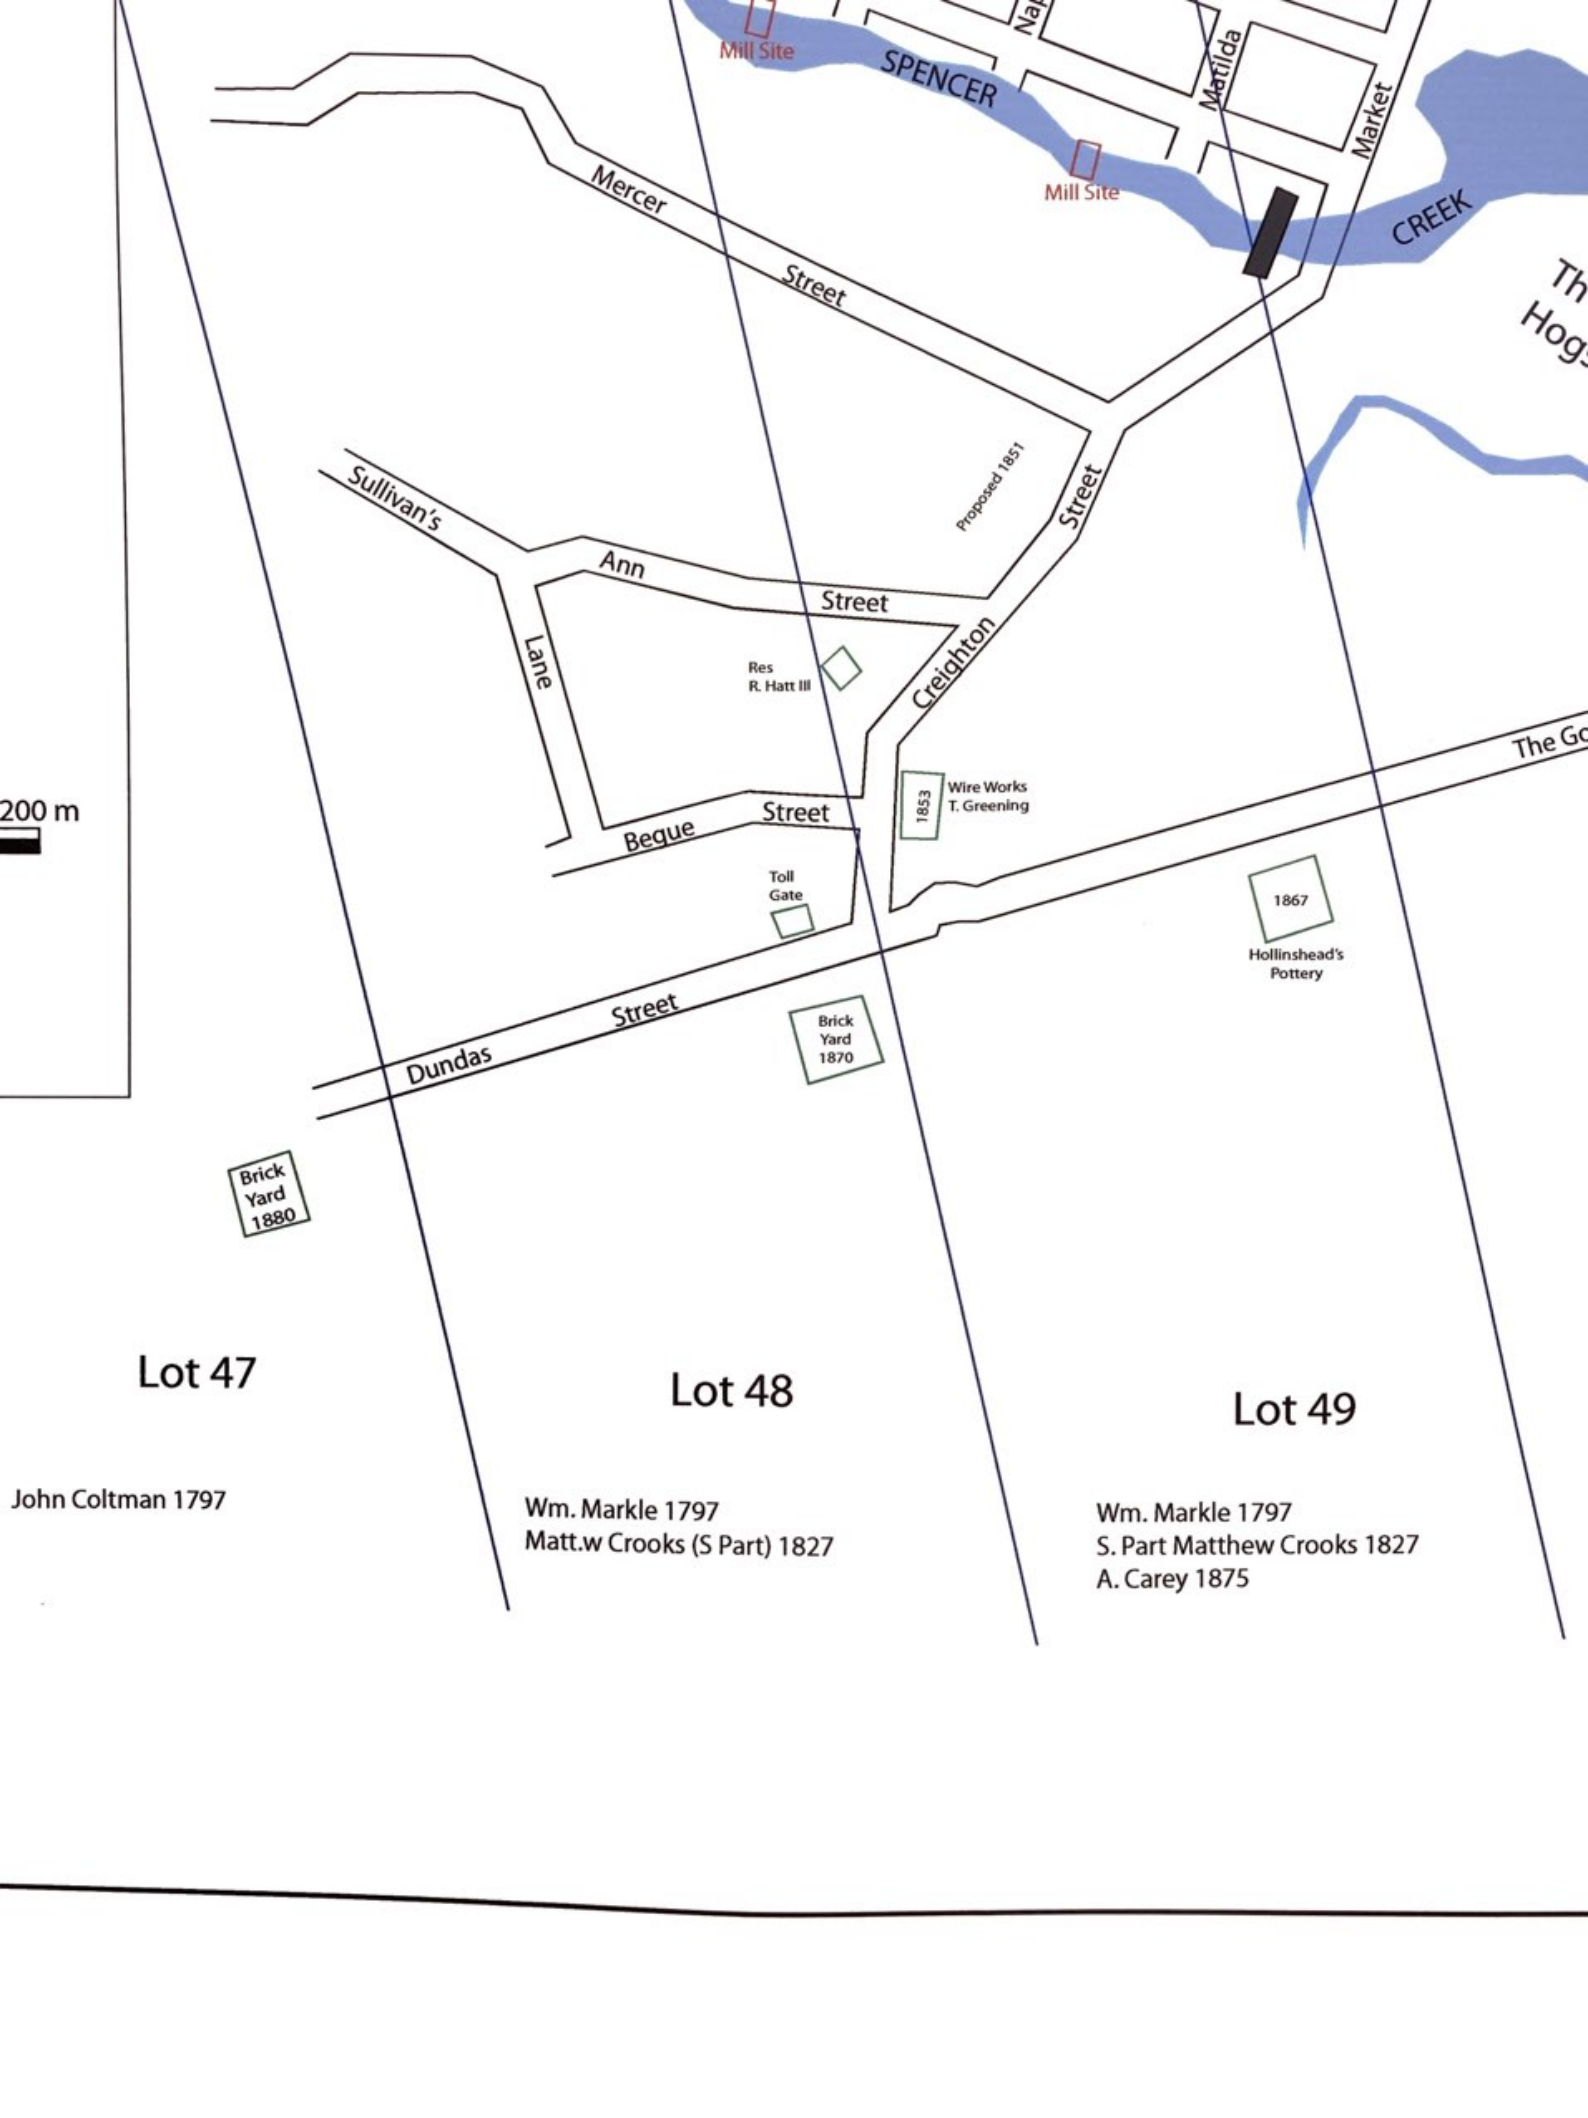 Mill Site
SPENCER
Nap
Matilda
Market
Mill Site
CREEK
Mercer
Street
Th
Hogs
Sullivan's
Proposed 1851
Street
Ann
Street
Lane
Res
R. Hatt III
Creighton
The Go
200 m
Wire Works
T. Greening
1853
Street
Begue
Toll
Gate
1867
Hollinshead's
Pottery
Street
Dundas
Brick
Yard
1870
Brick
Yard
1880
Lot 47
Lot 48
Lot 49
John Coltman 1797
Wm. Markle 1797
Matt.w Crooks (S Part) 1827
Wm. Markle 1797
S. Part Matthew Crooks 1827
A. Carey 1875